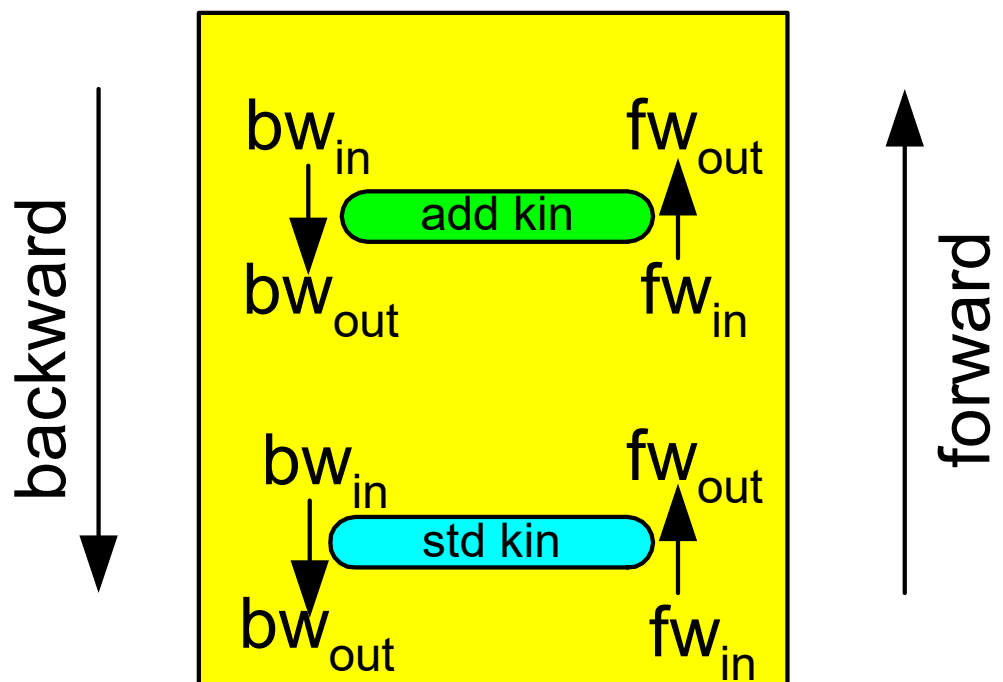 backward
bw_in fw_out
add kin
bw_out fw_in
bw_in fw_out
std kin
bw_out fw_in
forward